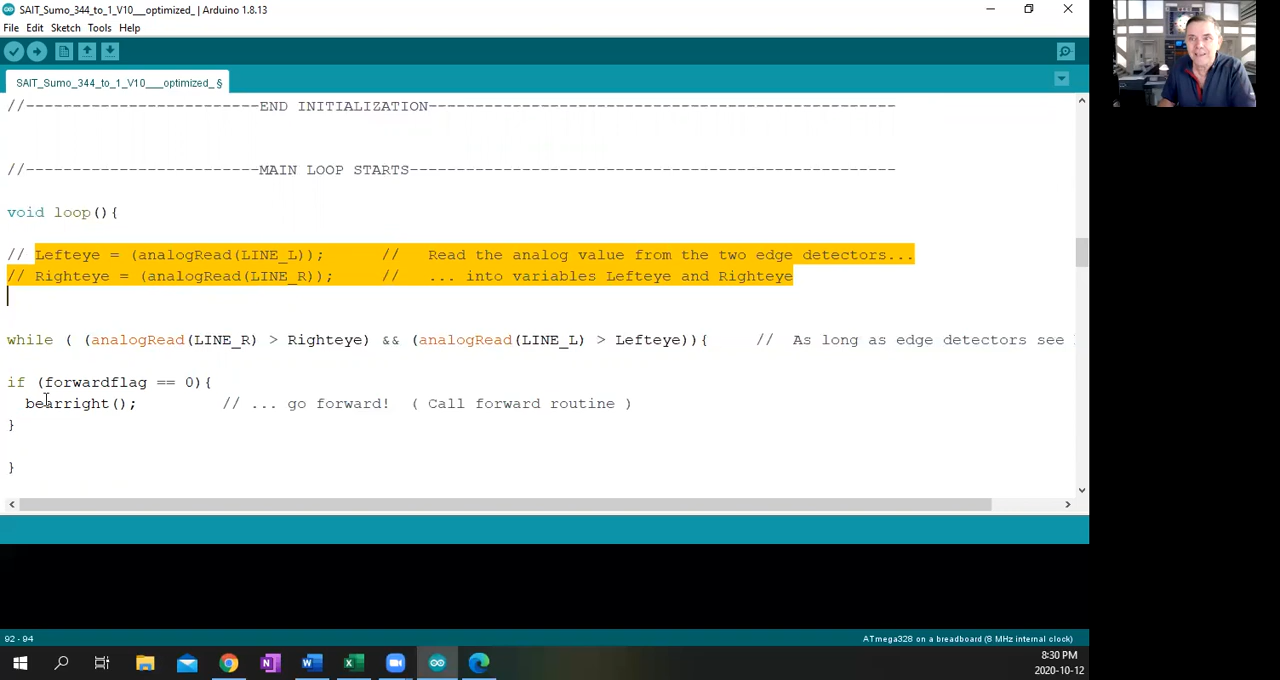 SAIT_Sumo_344_to_1_V10___optimized_ | Arduino 1.8.13
File Edit Sketch Tools Help
SAIT_Sumo_344_to_1_V10___optimized_ §
//-------------------------END INITIALIZATION--------------------------------------------------
//-------------------------MAIN LOOP STARTS----------------------------------------------------
void loop(){
// Lefteye = (analogRead(LINE_L)); // Read the analog value from the two edge detectors...
// Righteye = (analogRead(LINE_R)); // ... into variables Lefteye and Righteye
while ( (analogRead(LINE_R) > Righteye) && (analogRead(LINE_L) > Lefteye)){ // As long as edge detectors see
if (forwardflag == 0){
bearright(); // ... go forward! ( Call forward routine )
}
}
92 - 94
ATmega328 on a breadboard (8 MHz internal clock)
8:30 PM
2020-10-12